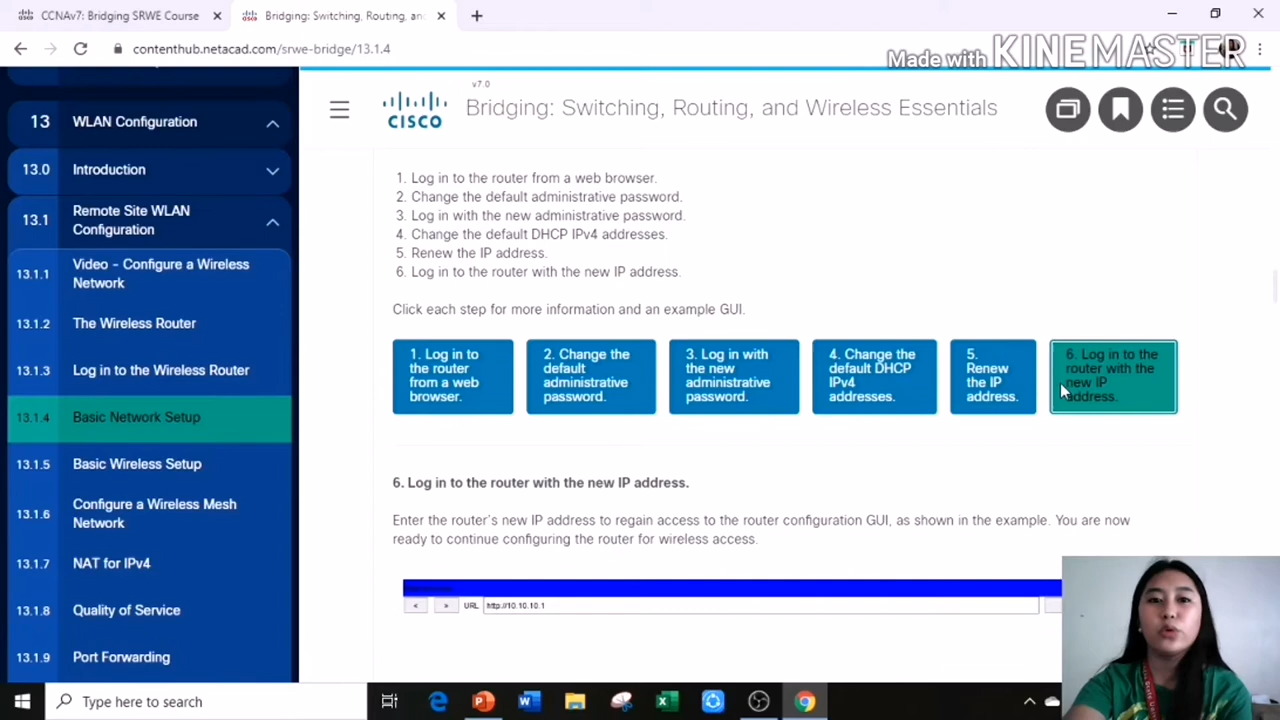 CCNAv7: Bridging SRWE Course
Bridging: Switching, Routing, and
contenthub.netacad.com/srwe-bridge/13.1.4
Made with KINEMASTER
13 WLAN Configuration
13.0 Introduction
13.1 Remote Site WLAN
Configuration
13.1.1 Video - Configure a Wireless
Network
13.1.2 The Wireless Router
13.1.3 Log in to the Wireless Router
13.1.4 Basic Network Setup
13.1.5 Basic Wireless Setup
13.1.6 Configure a Wireless Mesh
Network
13.1.7 NAT for IPv4
13.1.8 Quality of Service
13.1.9 Port Forwarding
v7.0
CISCO
Bridging: Switching, Routing, and Wireless Essentials
1. Log in to the router from a web browser.
2. Change the default administrative password.
3. Log in with the new administrative password.
4. Change the default DHCP IPv4 addresses.
5. Renew the IP address.
6. Log in to the router with the new IP address.
Click each step for more information and an example GUI.
1. Log in to
the router
from a web
browser.
2. Change the
default
administrative
password.
3. Log in with
the new
administrative
password.
4. Change the
default DHCP
IPv4
addresses.
5.
Renew
the IP
address.
6. Log in to the
router with the
new IP
address.
6. Log in to the router with the new IP address.
Enter the router's new IP address to regain access to the router configuration GUI, as shown in the example. You are now
ready to continue configuring the router for wireless access.
< > URL http://10.10.10.1
Type here to search